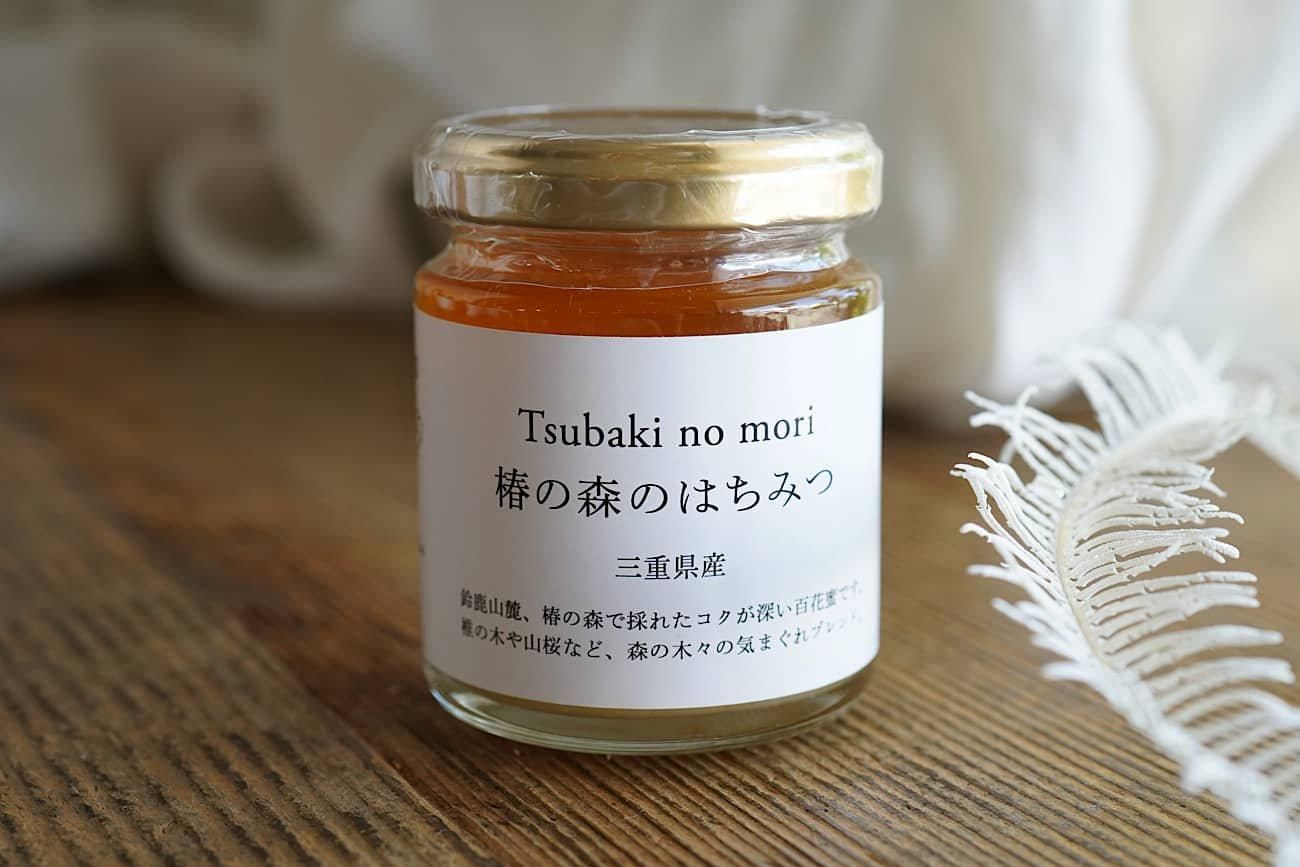 Tsubaki no mori
椿の森のはちみつ
三重県産
鈴鹿山麓、椿の森で採れたコクが深い百花蜜です。
椎の木や山桜など、森の木々の気まぐれブレンド。